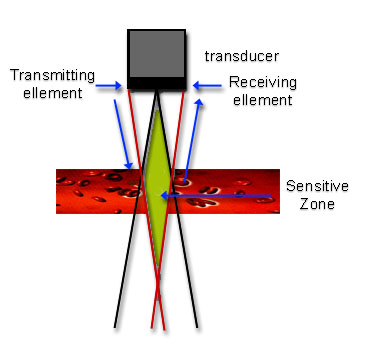 transducer
Transmitting
ellement
Receiving
ellement
Sensitive
Zone